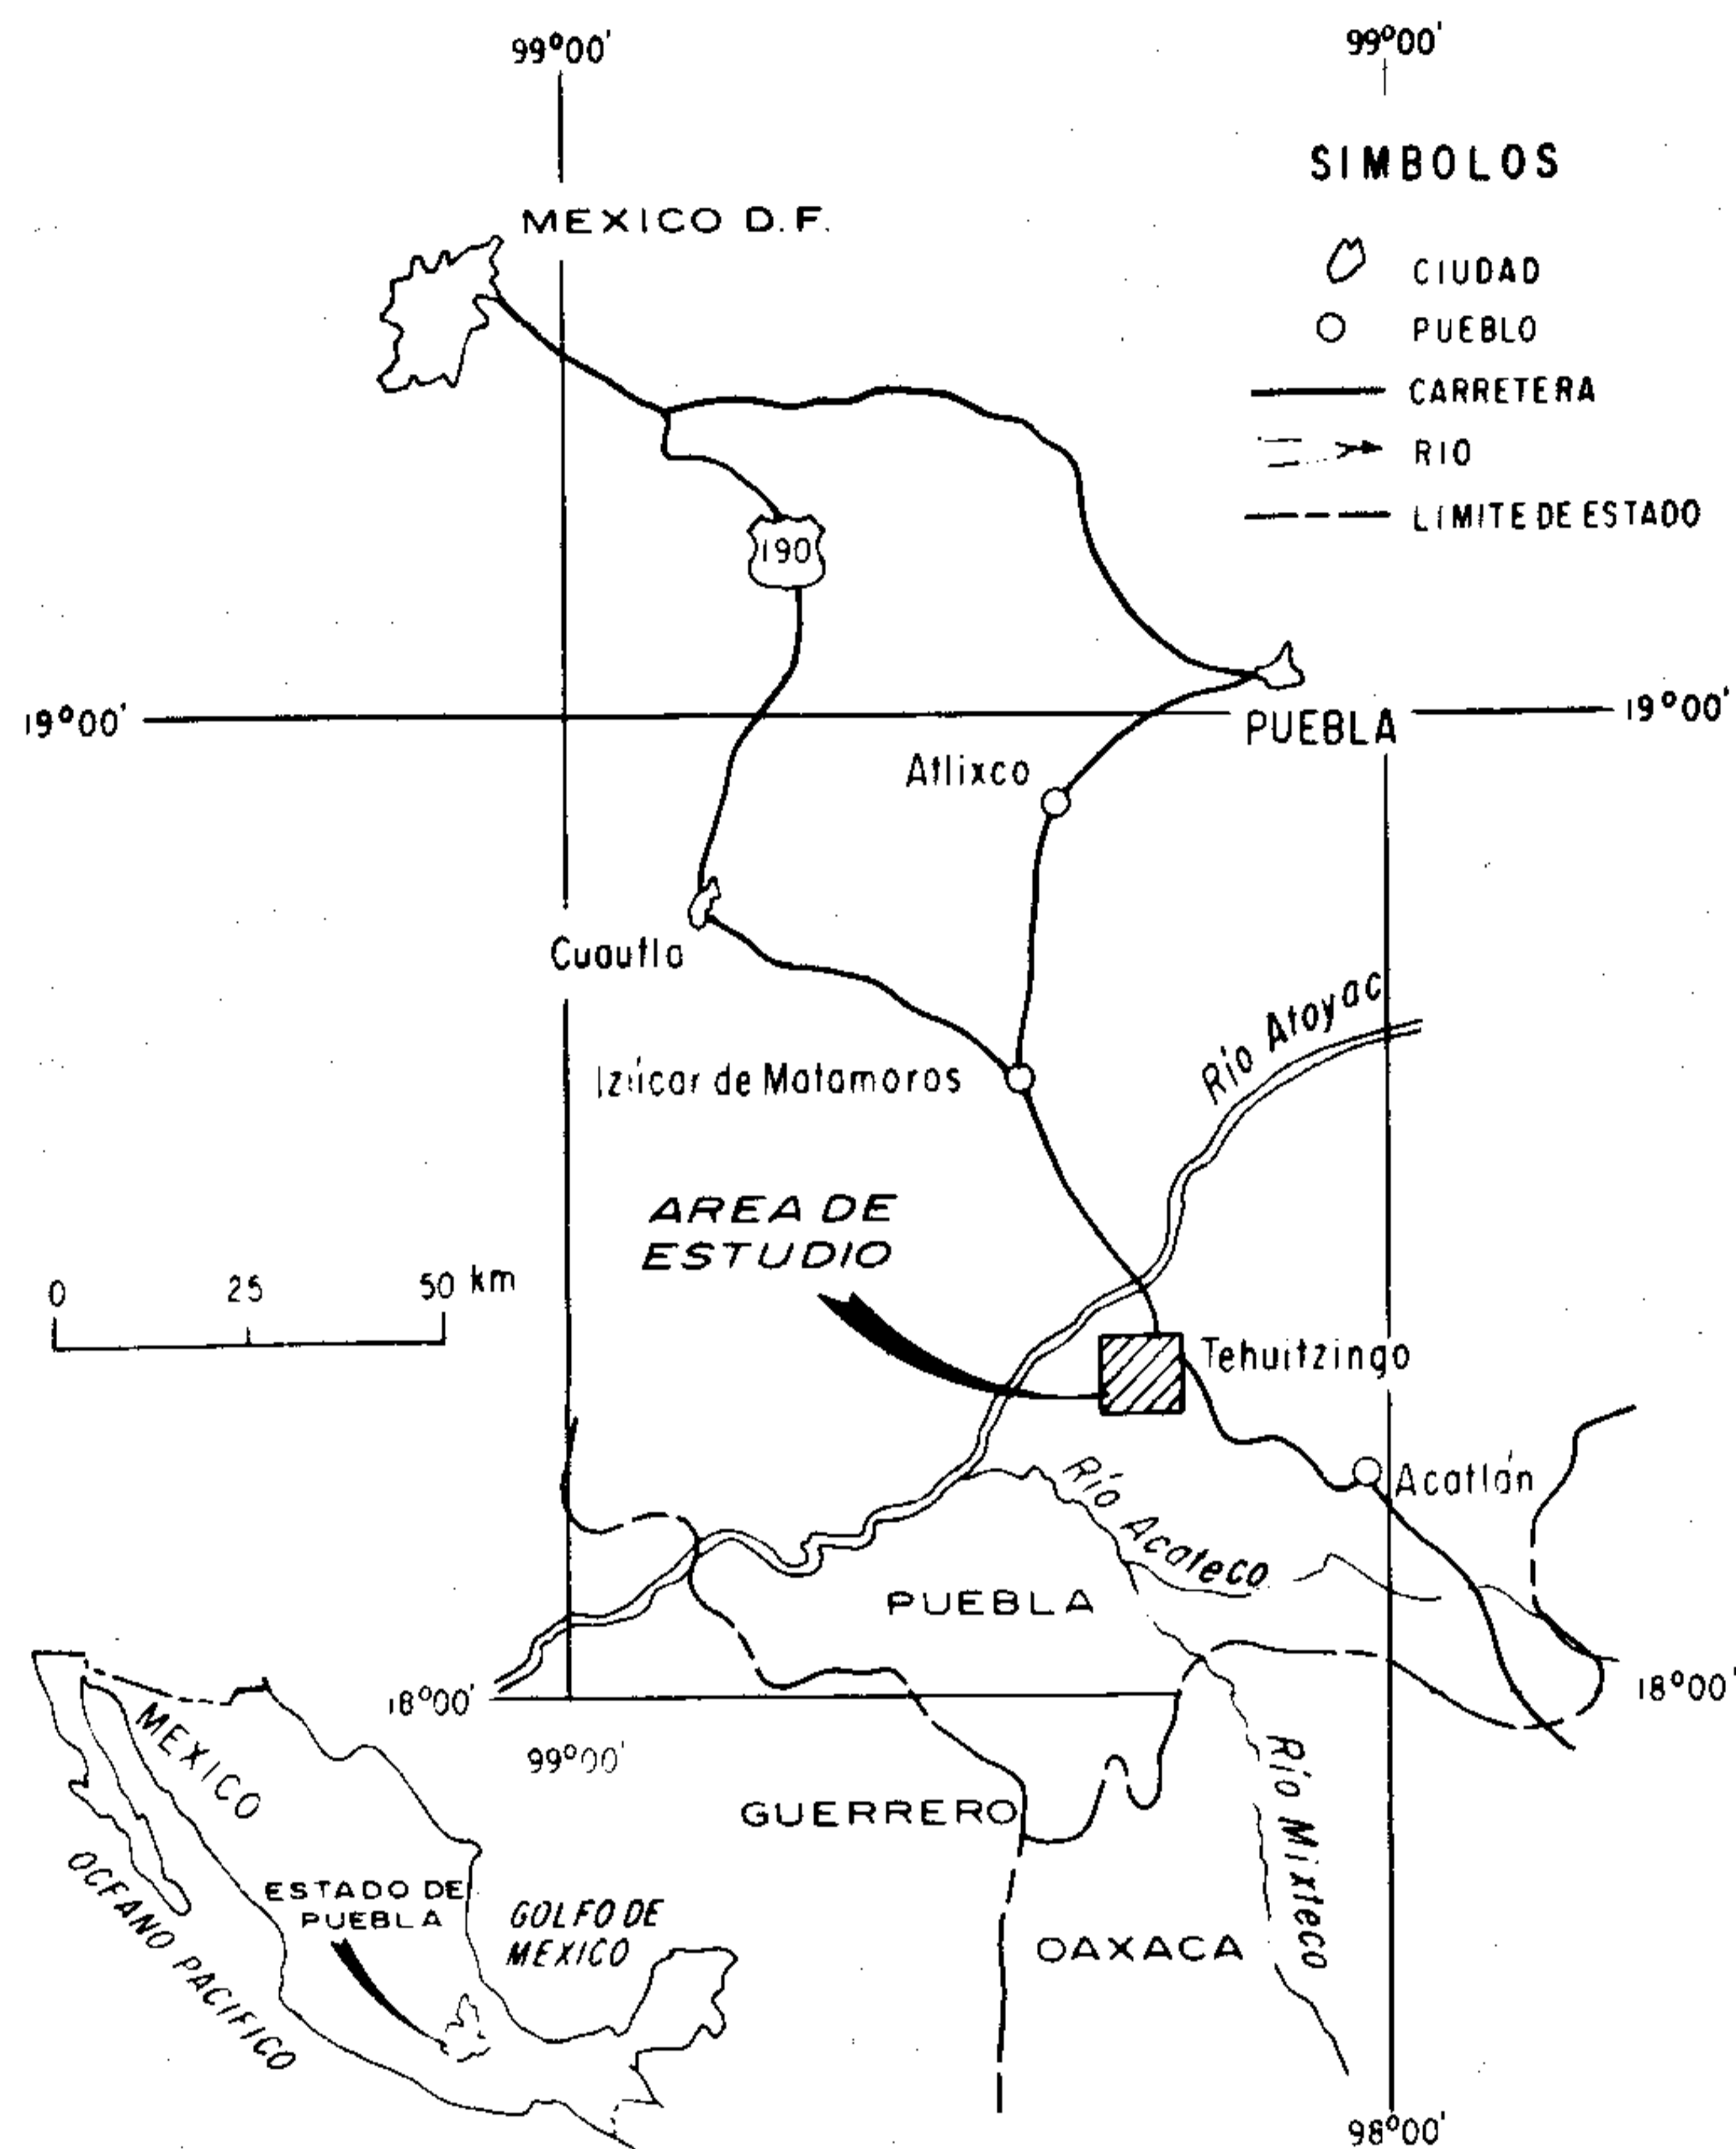 99°00'
99°00'
SIMBOLOS
MEXICO D.F.
CIUDAD
PUEBLO
CARRETERA
RIO
LIMITE DE ESTADO
190
19°00'
19°00'
PUEBLA
Atlixco
Cuautla
Río Atoyac
Izúcar de Matamoros
AREA DE
ESTUDIO
0 25 50 km
Tehuitzingo
Acatlán
Río Acateco
PUEBLA
18°00'
18°00'
99°00'
MEXICO
GUERRERO
Río Mixteco
OCEANO PACIFICO
ESTADO DE
PUEBLA
GOLFO DE
MEXICO
OAXACA
98°00'